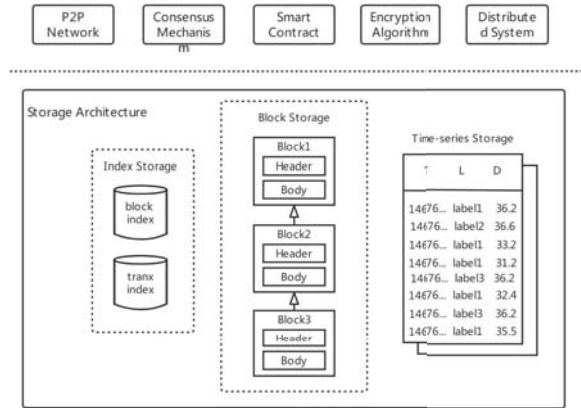 P2P
Network
Consensus
Mechanis
m
Smart
Contract
Encryption
Algorithm
Distribute
d System
Storage Architecture
Index Storage
block
index
tranx
index
Block Storage
Block1
Header
Body
Block2
Header
Body
Block3
Header
Body
Time-series Storage
T L D
14676... label1 36.2
14676... label2 36.6
14676... label1 33.2
14676... label1 31.2
14676... label3 36.2
14676... label1 32.4
14676... label3 36.2
14676... label1 35.5